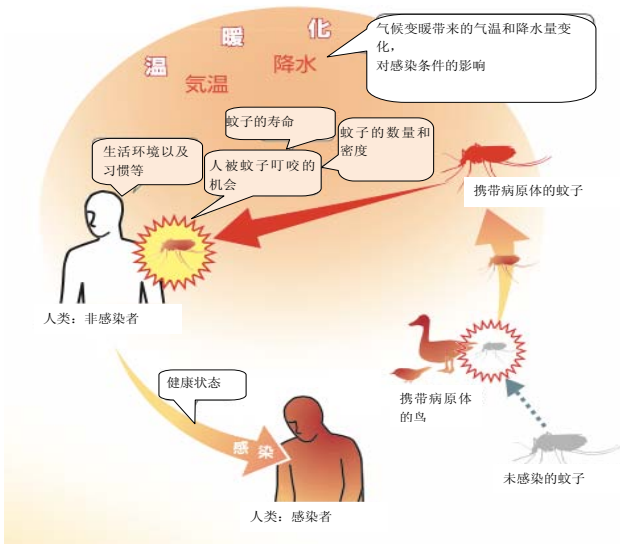 温 暖 化
気温
降水
气候变暖带来的气温和降水量变
化,
对感染条件的影响
蚊子的寿命
蚊子的数量和
密度
生活环境以及
习惯等
人被蚊子叮咬的
机会
携带病原体的蚊子
人类：非感染者
携带病原体
的鸟
健康状态
感 染
未感染的蚊子
人类：感染者